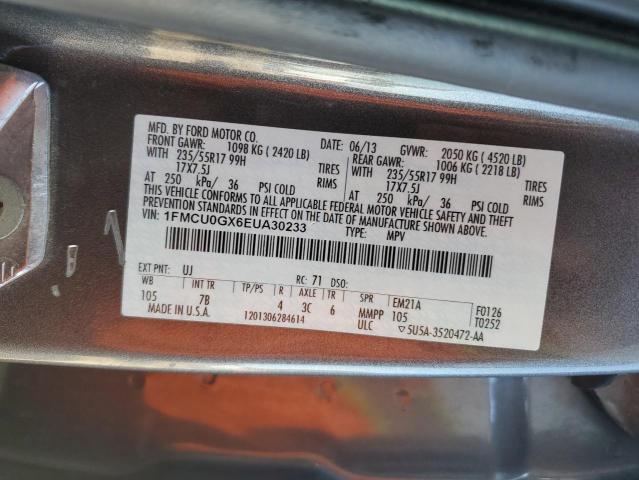 MFD. BY FORD MOTOR CO. 06/13 GVWR: 2050 KG ( 4520 LB)
FRONT GAWR: 1098 KG ( 2420 LB) REAR GAWR: 1006 KG ( 2218 LB)
WITH 235/55R17 99H TIRES WITH 235/55R17 99H TIRES
17X7.5J RIMS 17X7.5J RIMS
AT 250 kPa/ 36 PSI COLD AT 250 kPa/ 36 PSI COLD
THIS VEHICLE CONFORMS TO ALL APPLICABLE FEDERAL MOTOR VEHICLE SAFETY AND THEFT
PREVENTION STANDARDS IN EFFECT ON THE DATE OF MANUFACTURE SHOWN ABOVE.
VIN: 1FMCU0GX6EUA30233
TYPE: MPV
EXT PNT: UJ RC: 71 DSO:
WB INT TR TP/PS R AXLE TR SPR EM21A F0126
105 7B 4 3C 6 MMPP 105 T0252
MADE IN U.S.A. 1201306284614 ULC ▽5U5A-3520472-AA
B